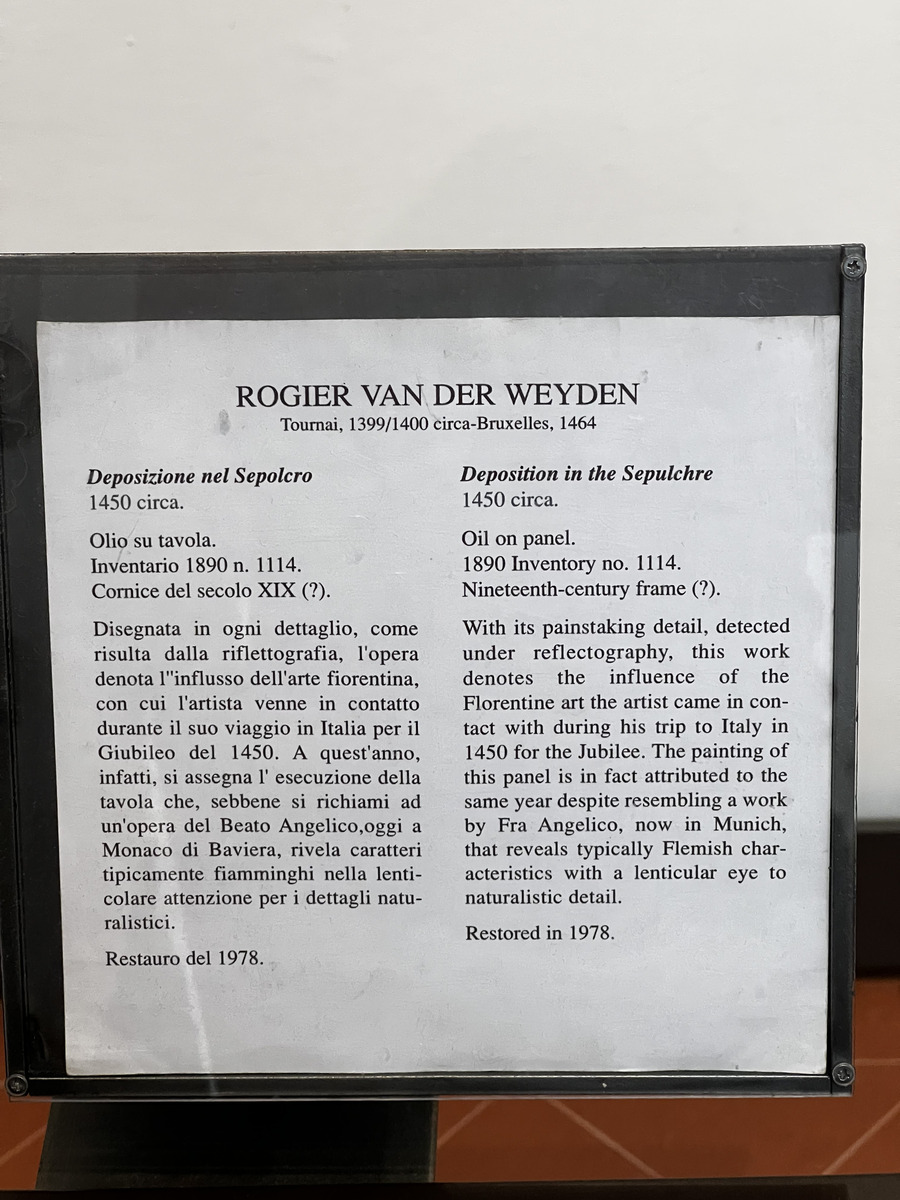 ROGIER VAN DER WEYDEN
Tournai, 1399/1400 circa-Bruxelles, 1464
Deposizione nel Sepolcro
1450 circa.
Olio su tavola.
Inventario 1890 n. 1114.
Cornice del secolo XIX (?).
Disegnata in ogni dettaglio, come
risulta dalla riflettografia, l'opera
denota l''influsso dell'arte fiorentina,
con cui l'artista venne in contatto
durante il suo viaggio in Italia per il
Giubileo del 1450. A quest'anno,
infatti, si assegna l' esecuzione della
tavola che, sebbene si richiami ad
un'opera del Beato Angelico,oggi a
Monaco di Baviera, rivela caratteri
tipicamente fiamminghi nella lenti-
colare attenzione per i dettagli natu-
ralistici.
Restauro del 1978.
Deposition in the Sepulchre
1450 circa.
Oil on panel.
1890 Inventory no. 1114.
Nineteenth-century frame (?).
With its painstaking detail, detected
under reflectography, this work
denotes the influence of the
Florentine art the artist came in con-
tact with during his trip to Italy in
1450 for the Jubilee. The painting of
this panel is in fact attributed to the
same year despite resembling a work
by Fra Angelico, now in Munich,
that reveals typically Flemish char-
acteristics with a lenticular eye to
naturalistic detail.
Restored in 1978.